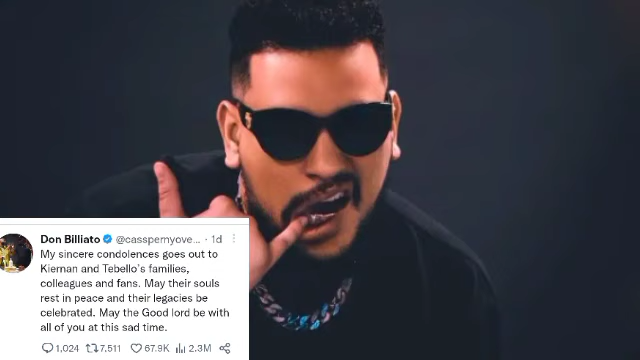 Don Billiato @casspernyove... · 1d
My sincere condolences goes out to
Kiernan and Tebello's families,
colleagues and fans. May their souls
rest in peace and their legacies be
celebrated. May the Good lord be with
all of you at this sad time.
1,024 7,511 67.9K 2.3M